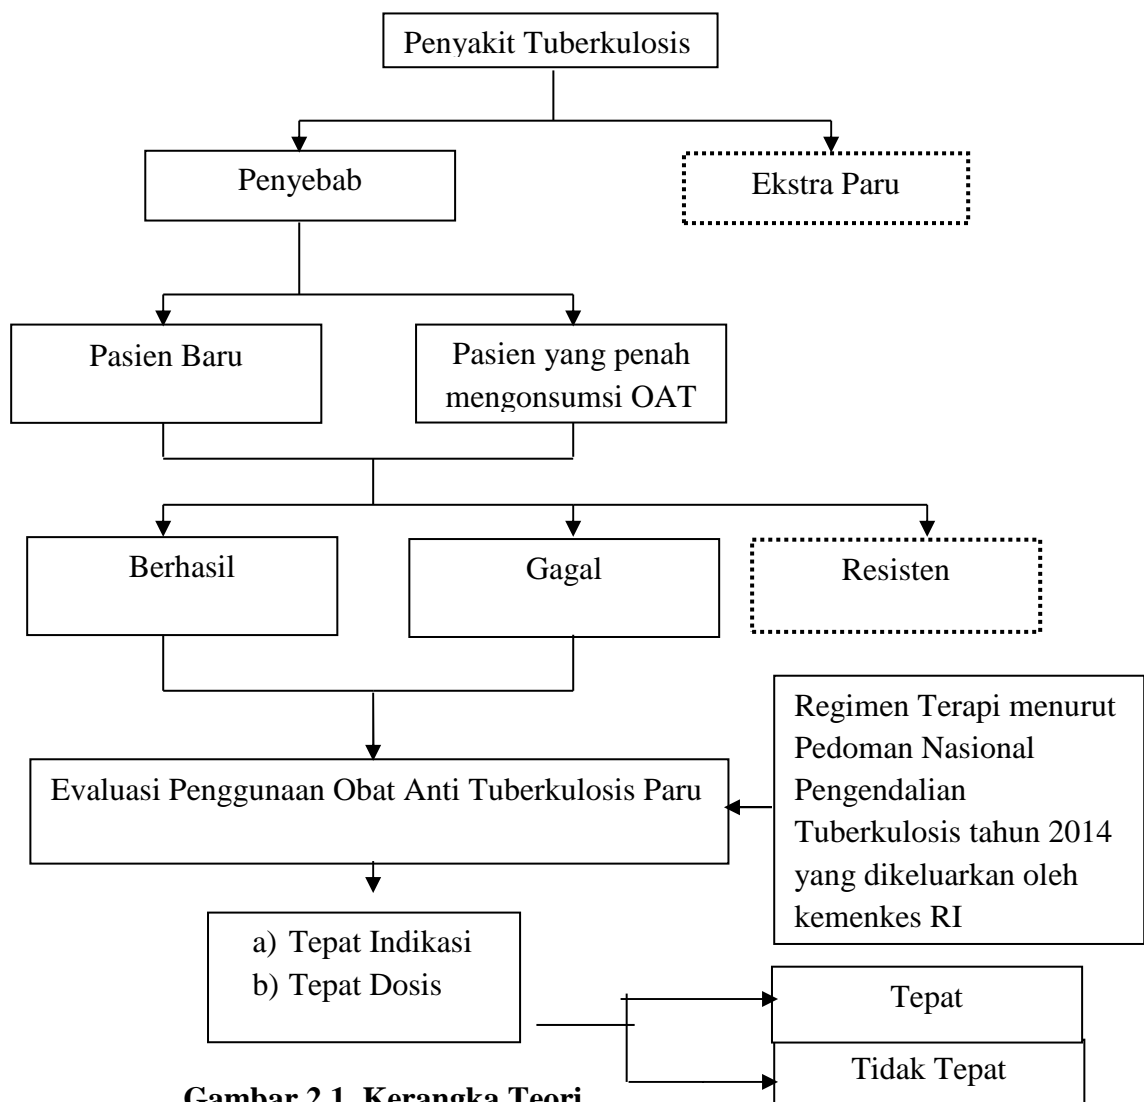 Penyakit Tuberkulosis
Penyebab
Ekstra Paru
Pasien Baru
Pasien yang penah
mengonsumsi OAT
Berhasil
Gagal
Resisten
Regimen Terapi menurut
Pedoman Nasional
Pengendalian
Tuberkulosis tahun 2014
yang dikeluarkan oleh
kemenkes RI
Evaluasi Penggunaan Obat Anti Tuberkulosis Paru
a) Tepat Indikasi
b) Tepat Dosis
Tepat
Tidak Tepat
Gambar 2.1. Kerangka Teori